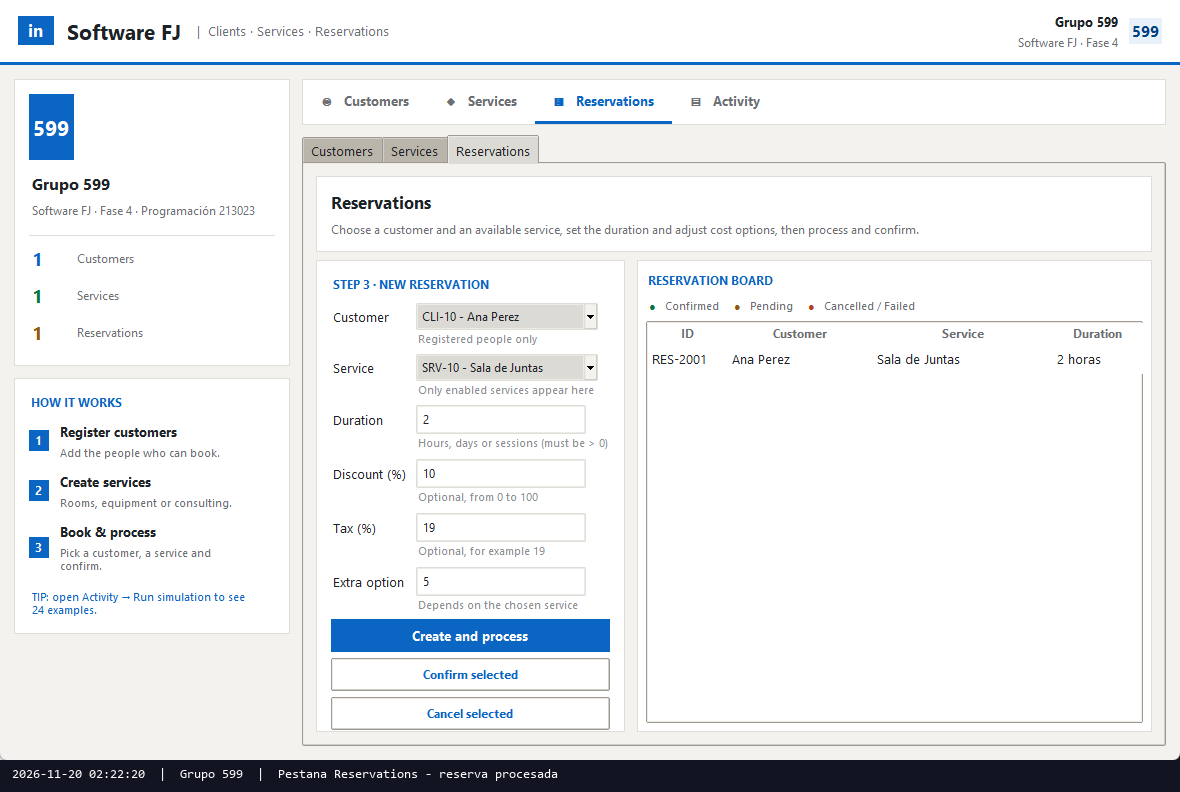 in Software FJ | Clients · Services · Reservations
Grupo 599
Software FJ · Fase 4
599
599
Grupo 599
Software FJ · Fase 4 · Programación 213023
1 Customers
1 Services
1 Reservations
HOW IT WORKS
1 Register customers
Add the people who can book.
2 Create services
Rooms, equipment or consulting.
3 Book & process
Pick a customer, a service and
confirm.
TIP: open Activity → Run simulation to see
24 examples.
Customers Services Reservations Activity
Customers Services Reservations
Reservations
Choose a customer and an available service, set the duration and adjust cost options, then process and confirm.
STEP 3 · NEW RESERVATION
Customer CLI-10 - Ana Perez
Registered people only
Service SRV-10 - Sala de Juntas
Only enabled services appear here
Duration 2
Hours, days or sessions (must be > 0)
Discount (%) 10
Optional, from 0 to 100
Tax (%) 19
Optional, for example 19
Extra option 5
Depends on the chosen service
Create and process
Confirm selected
Cancel selected
RESERVATION BOARD
● Confirmed ● Pending ● Cancelled / Failed
ID Customer Service Duration
RES-2001 Ana Perez Sala de Juntas 2 horas
2026-11-20 02:22:20 | Grupo 599 | Pestana Reservations - reserva procesada